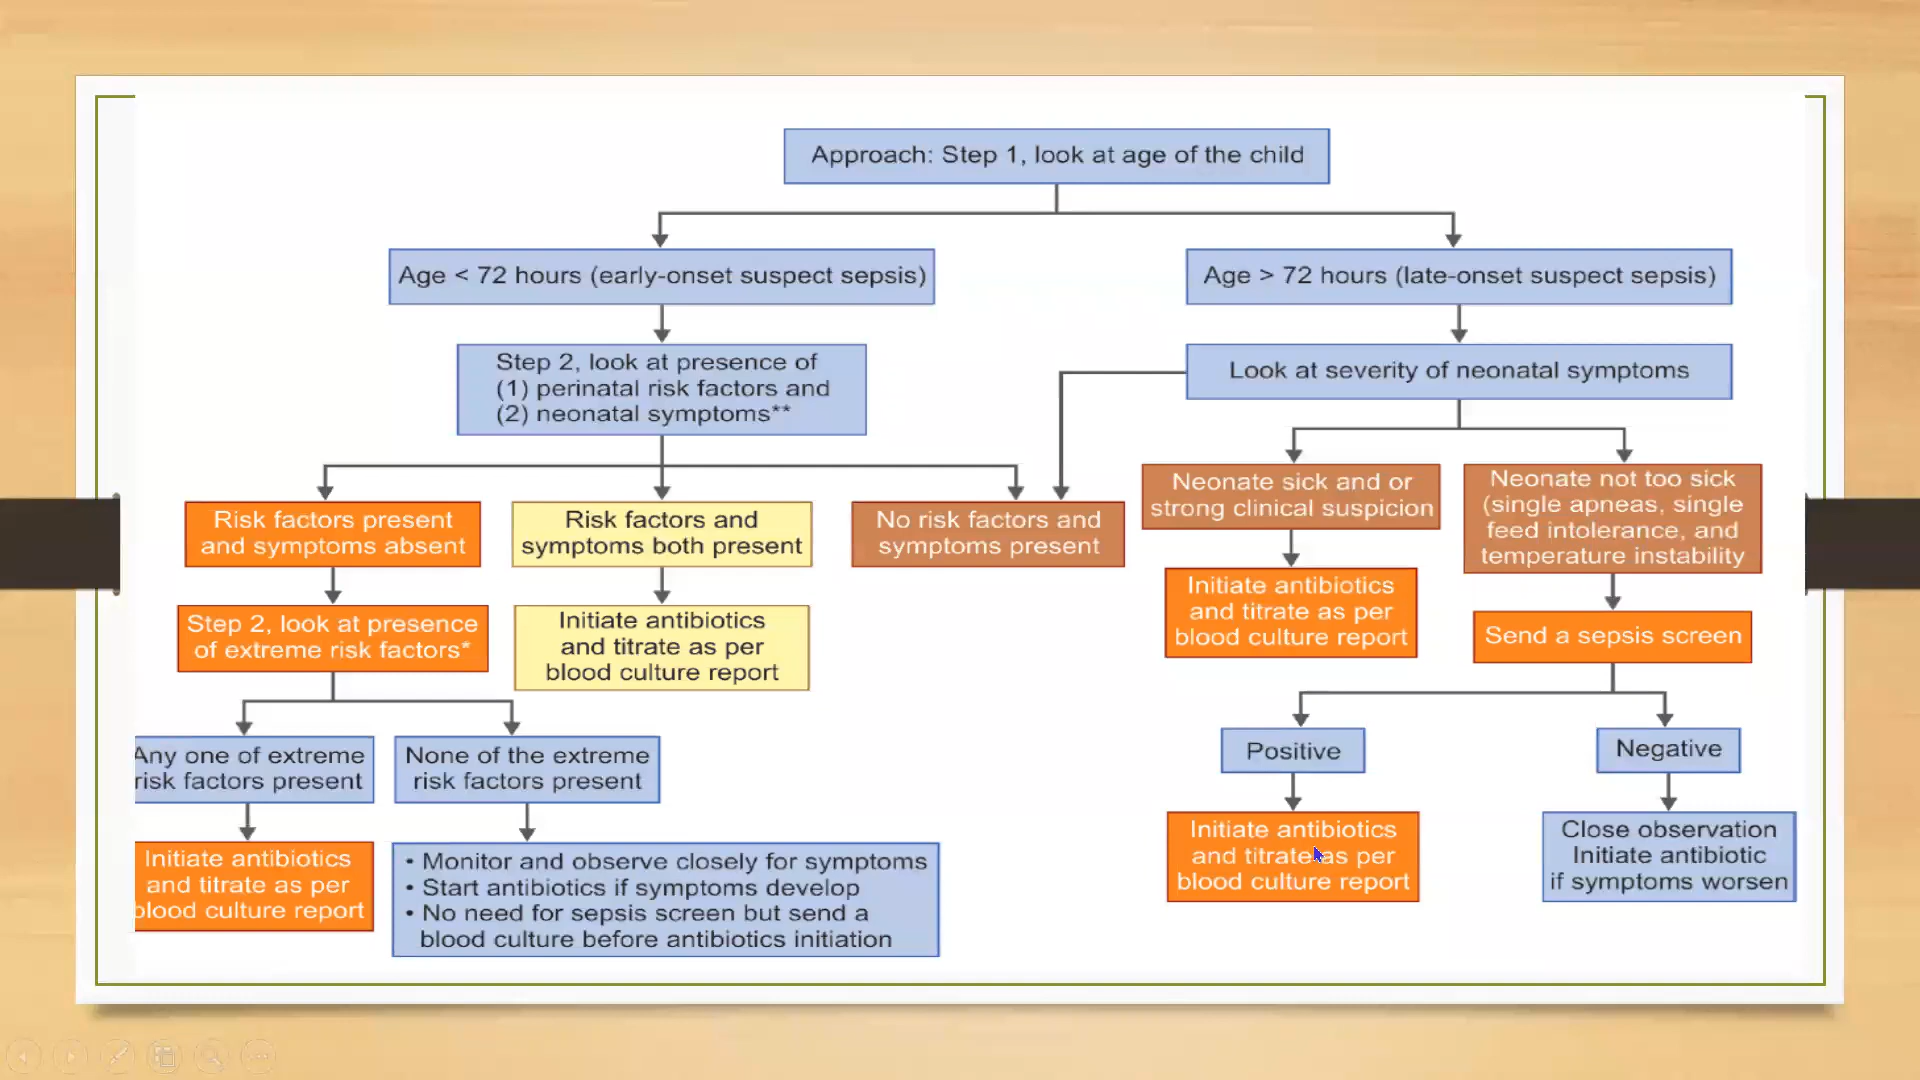 Approach: Step 1, look at age of the child
Age < 72 hours (early-onset suspect sepsis)
Age > 72 hours (late-onset suspect sepsis)
Step 2, look at presence of
(1) perinatal risk factors and
(2) neonatal symptoms**
Look at severity of neonatal symptoms
Risk factors present
and symptoms absent
Risk factors and
symptoms both present
No risk factors and
symptoms present
Neonate sick and or
strong clinical suspicion
Neonate not too sick
(single apneas, single
feed intolerance, and
temperature instability
Step 2, look at presence
of extreme risk factors*
Initiate antibiotics
and titrate as per
blood culture report
Initiate antibiotics
and titrate as per
blood culture report
Send a sepsis screen
Any one of extreme
risk factors present
None of the extreme
risk factors present
Positive
Negative
Initiate antibiotics
and titrate as per
blood culture report
• Monitor and observe closely for symptoms
• Start antibiotics if symptoms develop
• No need for sepsis screen but send a
blood culture before antibiotics initiation
Initiate antibiotics
and titrate as per
blood culture report
Close observation
Initiate antibiotic
if symptoms worsen